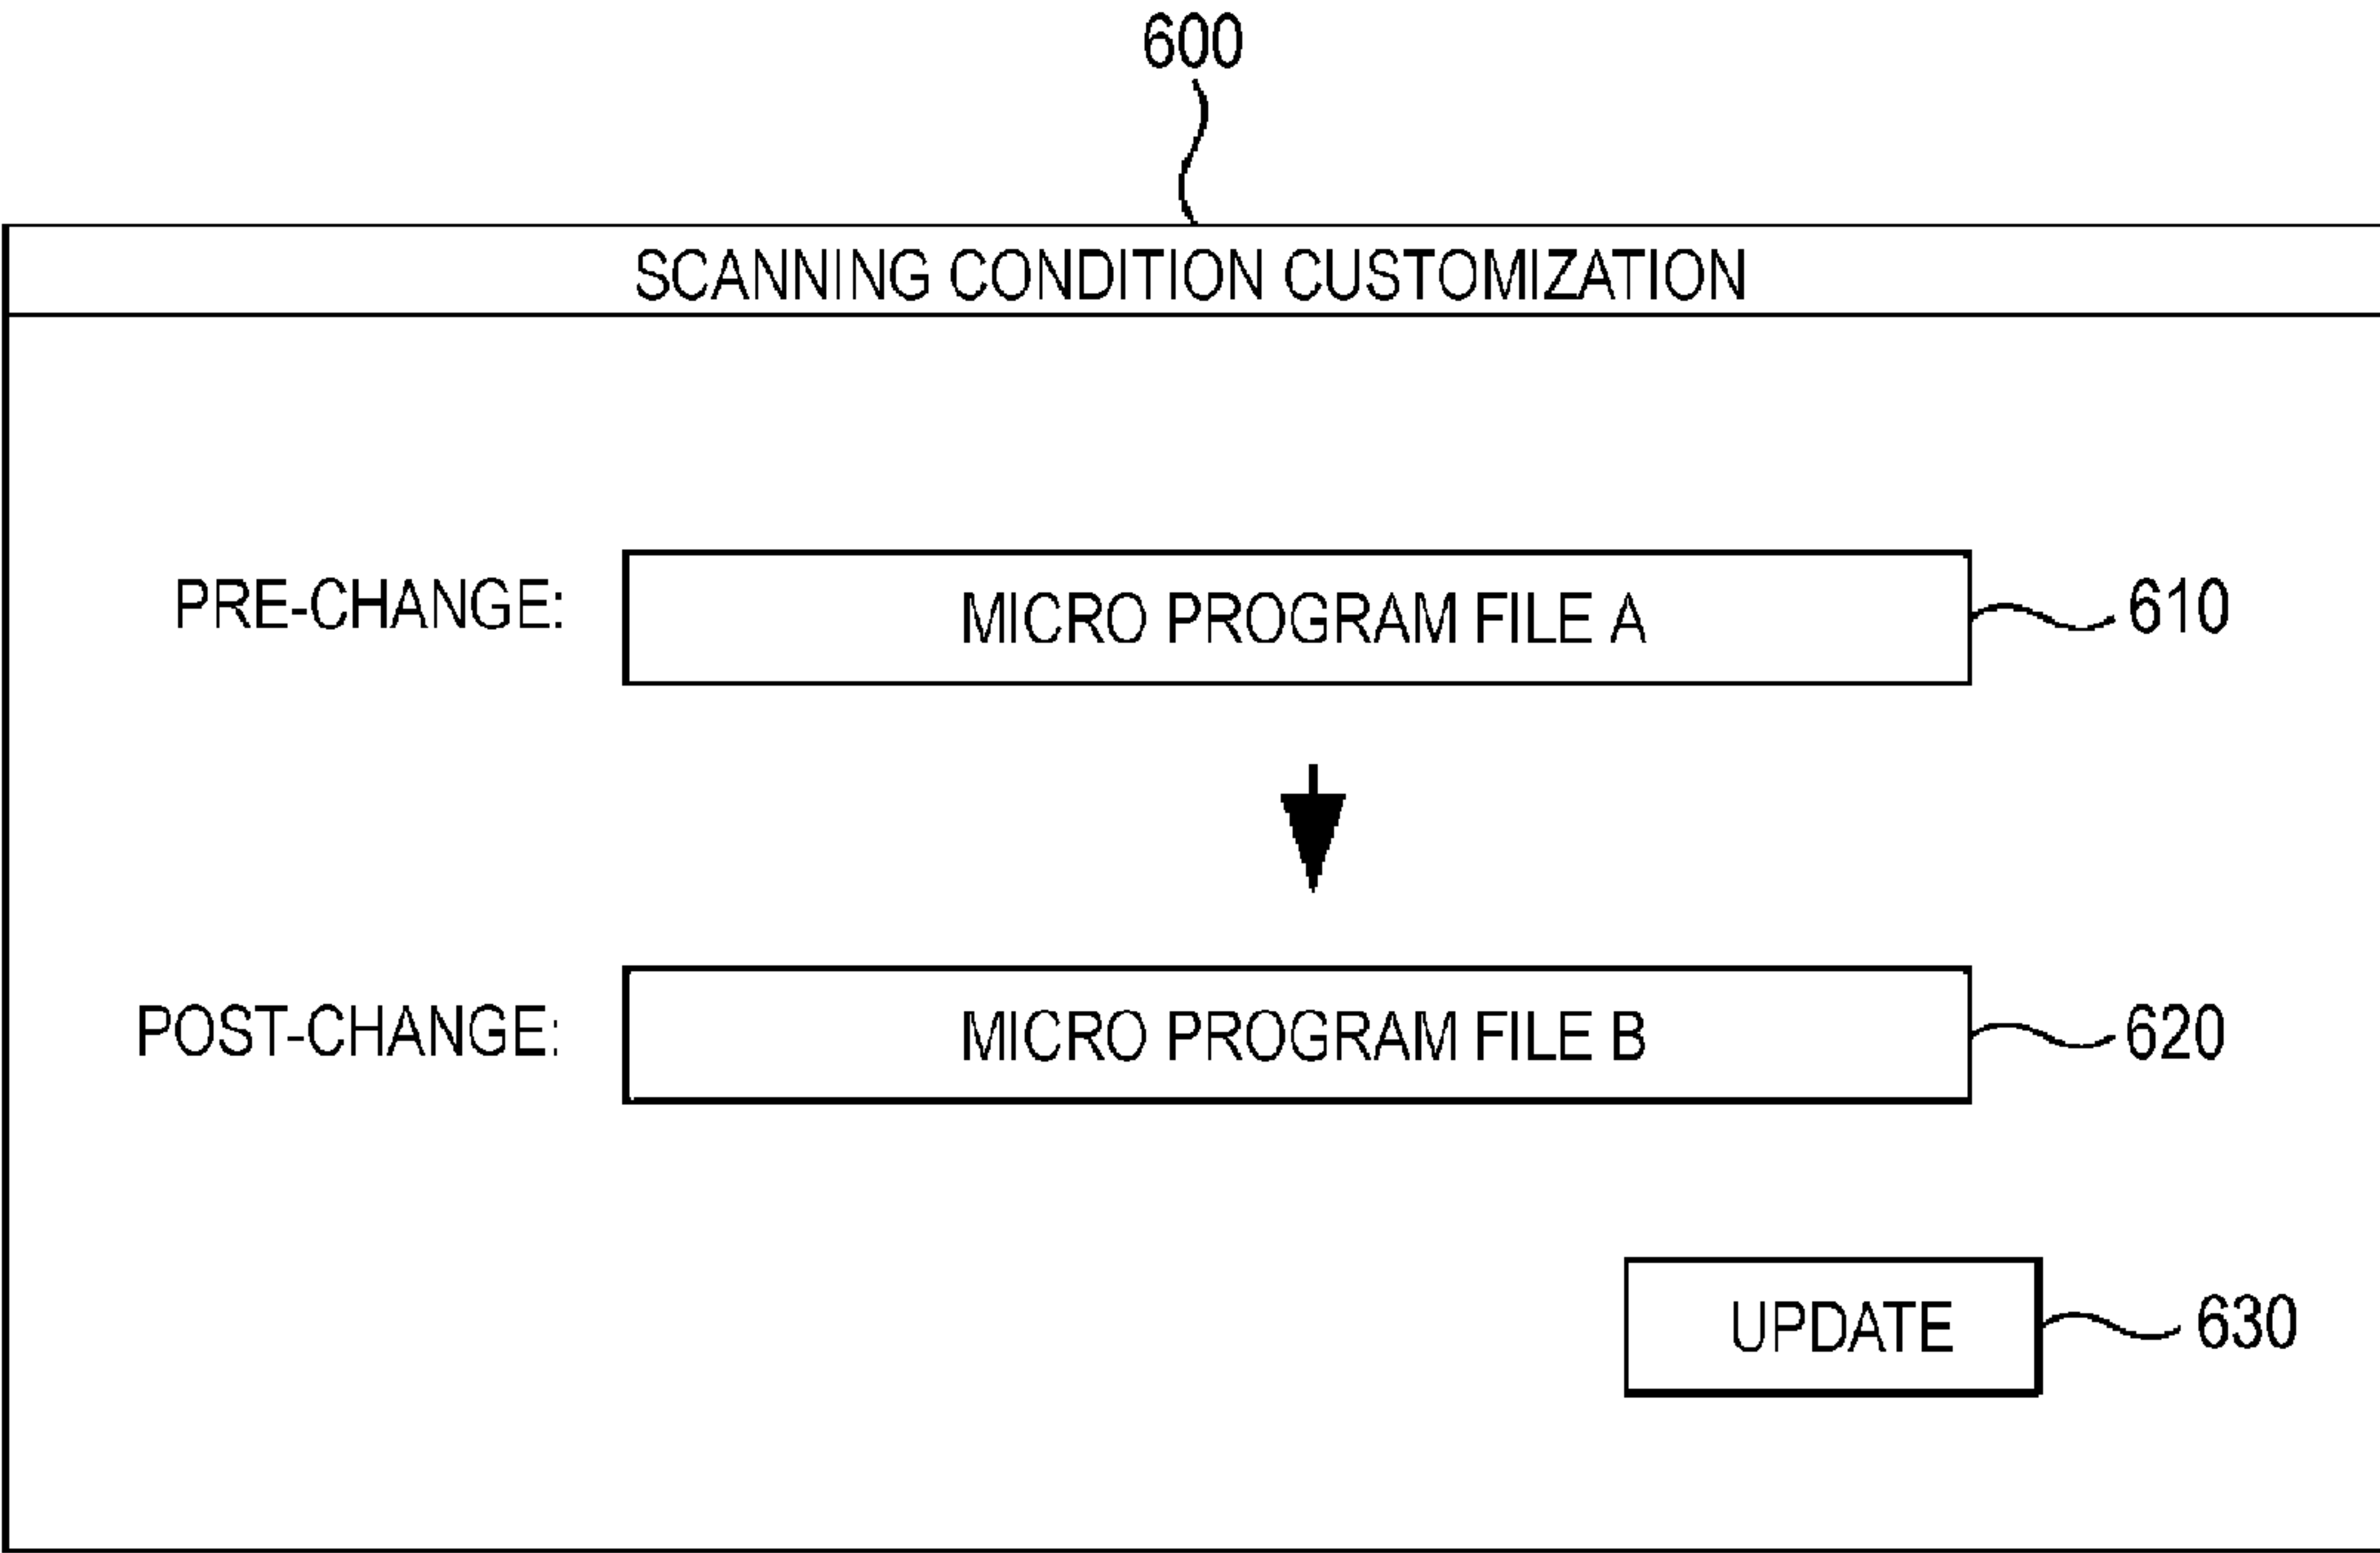 600
SCANNING CONDITION CUSTOMIZATION
PRE-CHANGE: MICRO PROGRAM FILE A 610
POST-CHANGE: MICRO PROGRAM FILE B 620
UPDATE 630